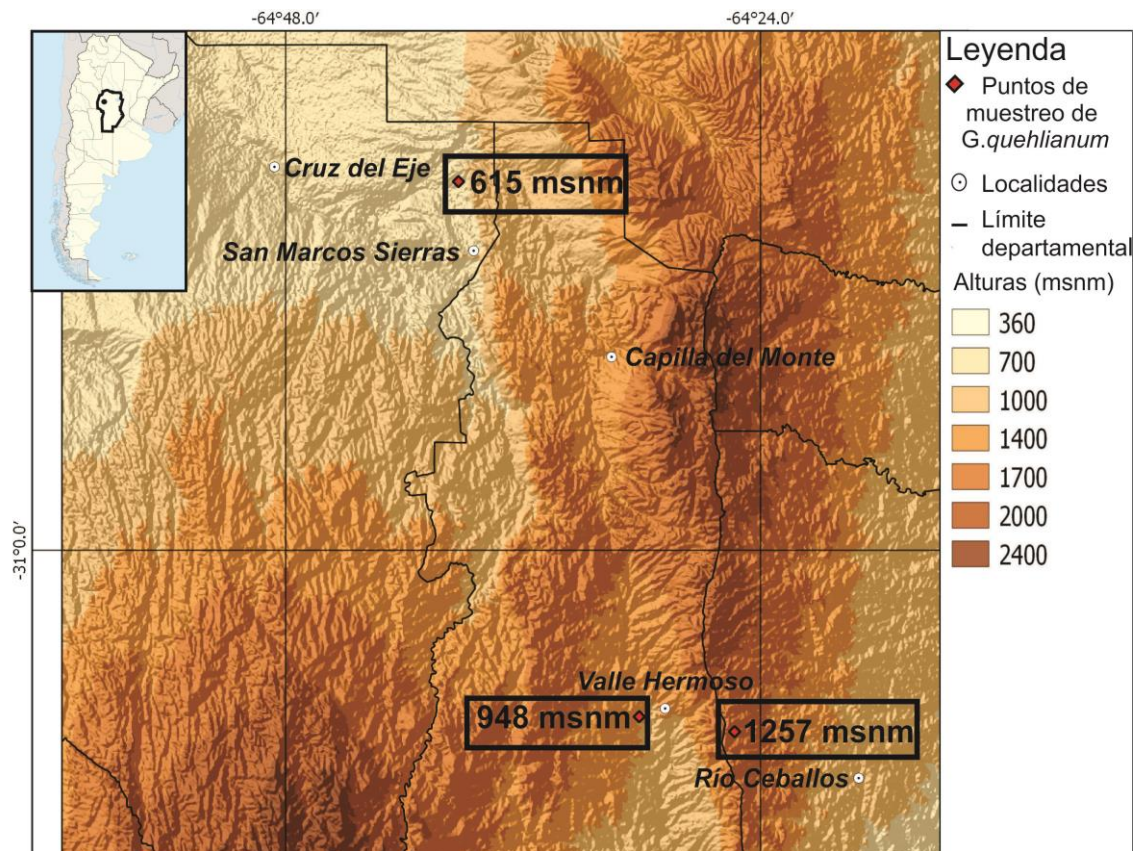 -64°48.0'
-64°24.0'
-31°0.0'
Cruz del Eje
615 msnm
San Marcos Sierras
Capilla del Monte
Valle Hermoso
948 msnm
1257 msnm
Río Ceballos
Leyenda
Puntos de
muestreo de
G.quehlianum
Localidades
Límite
departamental
Alturas (msnm)
360
700
1000
1400
1700
2000
2400